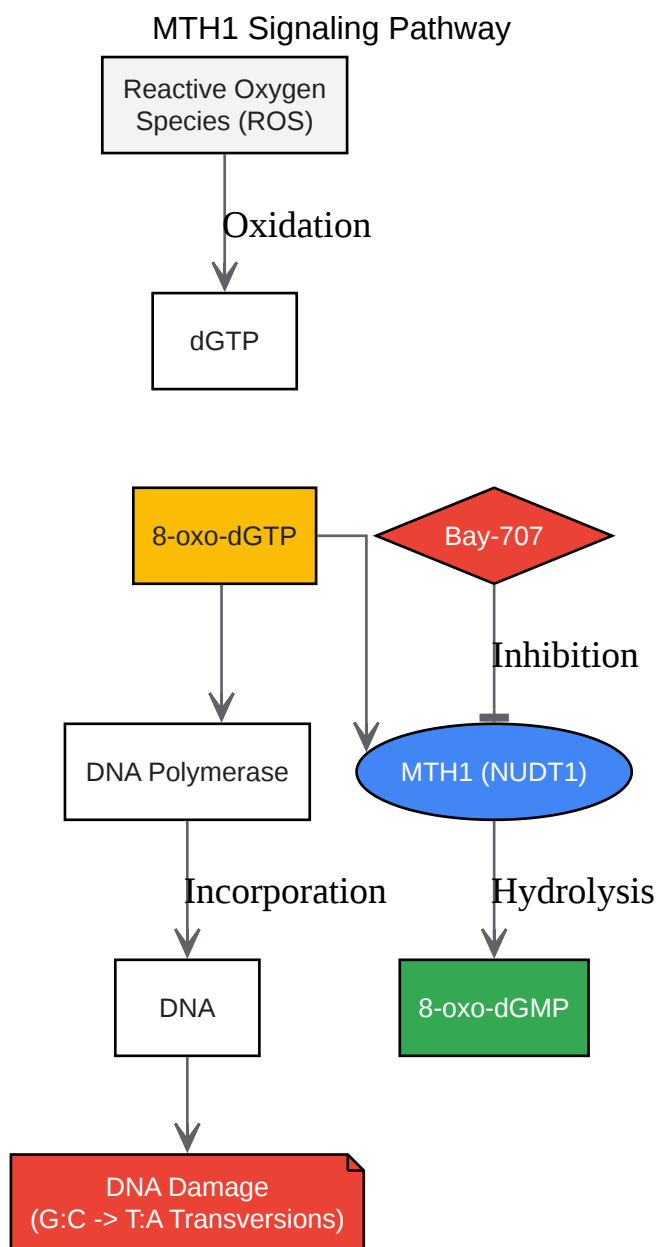 MTH1 Signaling Pathway
Reactive Oxygen
Species (ROS)
Oxidation
dGTP
8-oxo-dGTP
Bay-707
Inhibition
DNA Polymerase
MTH1 (NUDT1)
Incorporation
Hydrolysis
DNA
8-oxo-dGMP
DNA Damage
(G:C -> T:A Transversions)